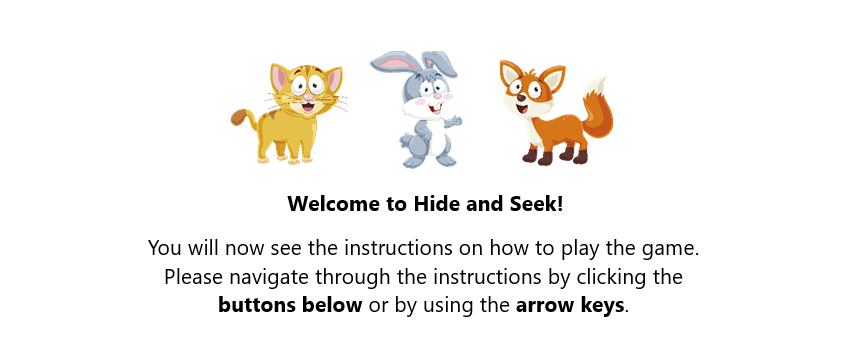 Welcome to Hide and Seek!
You will now see the instructions on how to play the game.
Please navigate through the instructions by clicking the
buttons below or by using the arrow keys.